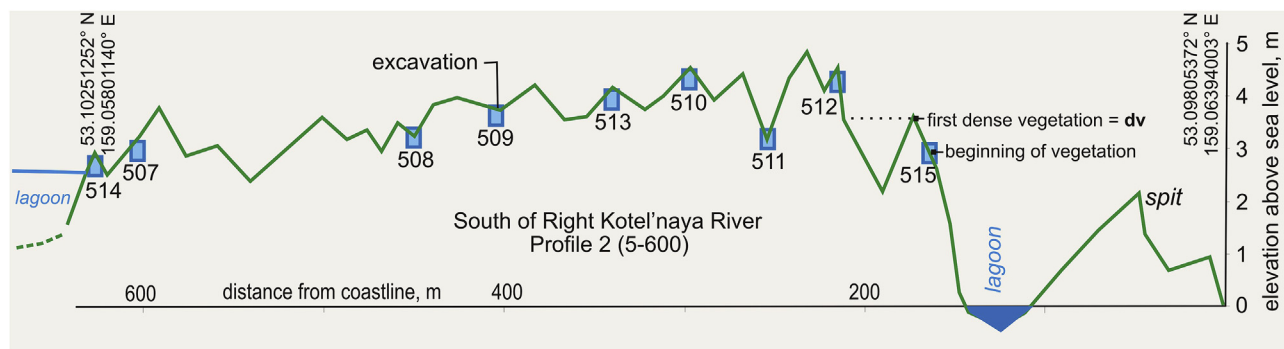 53.10251252° N
159.05801140° E
53.09805372° N
159.06394003° E
elevation above sea level, m
5
4
3
2
1
0
excavation
514
507
508
509
513
510
511
512
515
first dense vegetation = dv
beginning of vegetation
lagoon
South of Right Kotel'naya River
Profile 2 (5-600)
spit
lagoon
600
distance from coastline, m
400
200